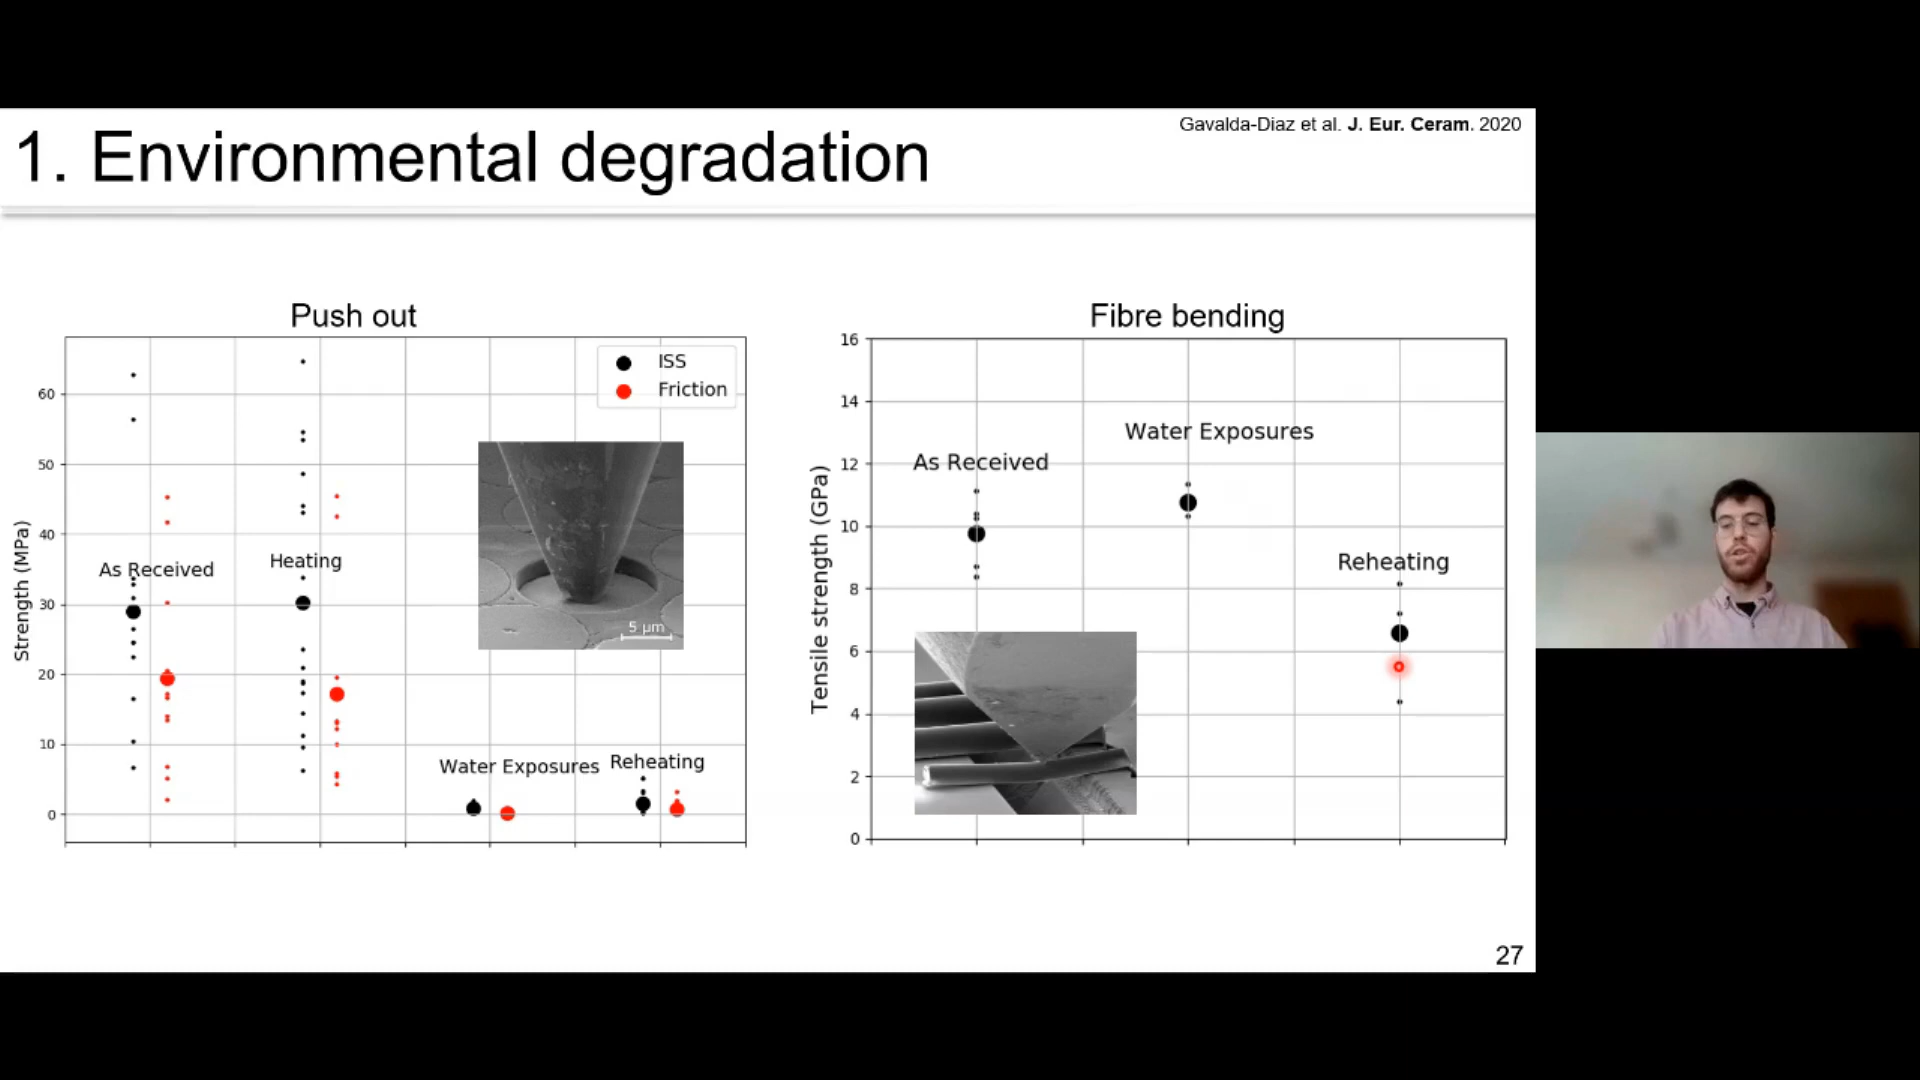 Gavalda-Diaz et al. J. Eur. Ceram. 2020
1. Environmental degradation
Push out
Strength (MPa)
60
50
40
30
20
10
0
ISS
Friction
As Received
Heating
Water Exposures
Reheating
5 µm
Fibre bending
Tensile strength (GPa)
16
14
12
10
8
6
4
2
0
As Received
Water Exposures
Reheating
27